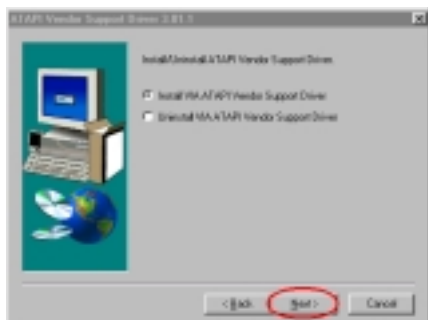 ATAPI Vendor Support Driver 3.01.1
Install/Uninstall ATAPI Vendor Support Driver.
Install VIA ATAPI Vendor Support Driver
Uninstall VIA ATAPI Vendor Support Driver
< Back
Next >
Cancel